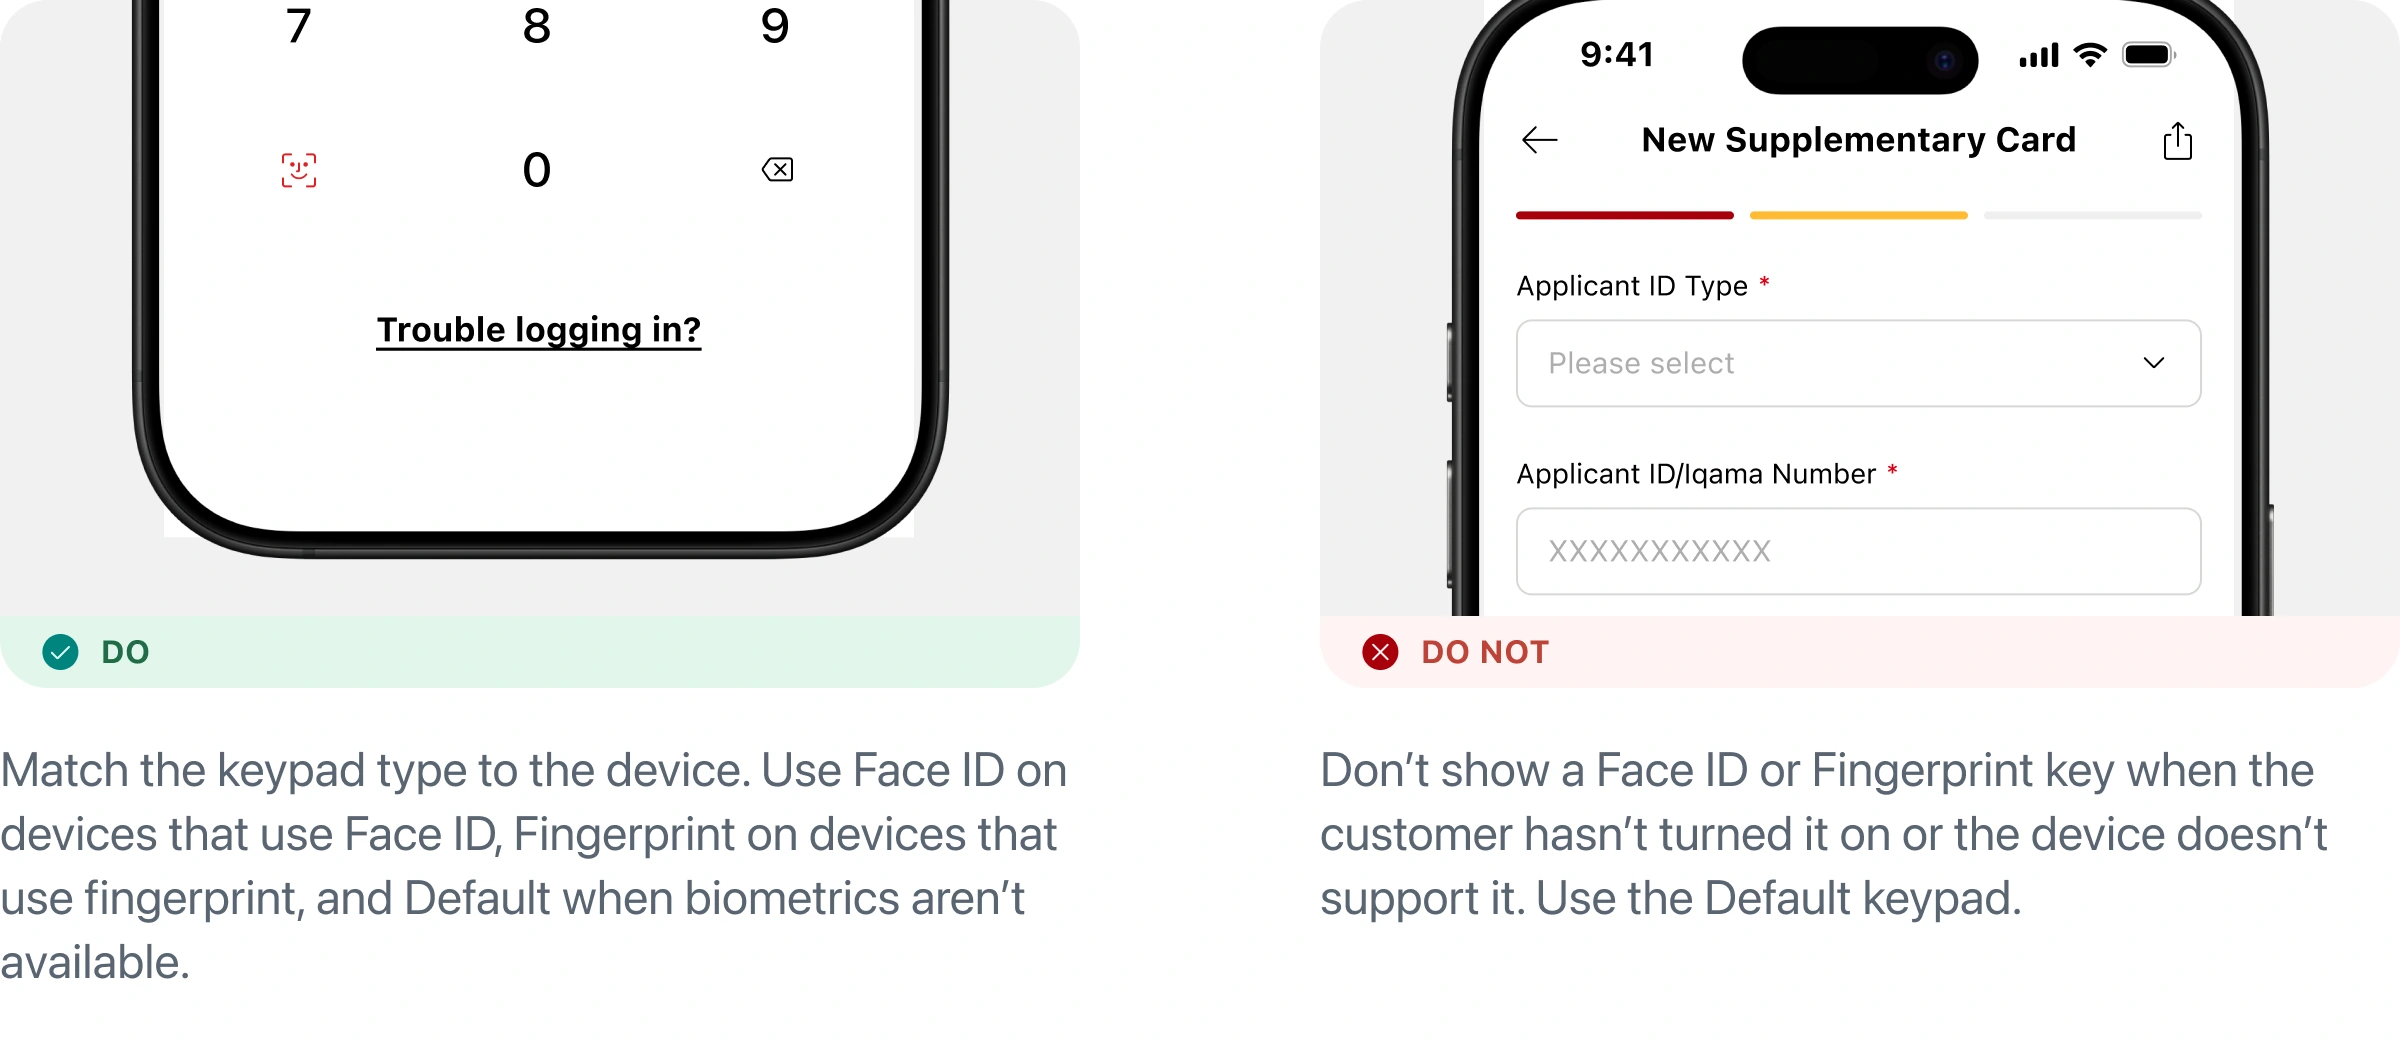 7 8 9
0
Trouble logging in?
DO
Match the keypad type to the device. Use Face ID on
devices that use Face ID, Fingerprint on devices that
use fingerprint, and Default when biometrics aren’t
available.
9:41
New Supplementary Card
Applicant ID Type *
Please select
Applicant ID/Iqama Number *
XXXXXXXXXXX
DO NOT
Don’t show a Face ID or Fingerprint key when the
customer hasn’t turned it on or the device doesn’t
support it. Use the Default keypad.